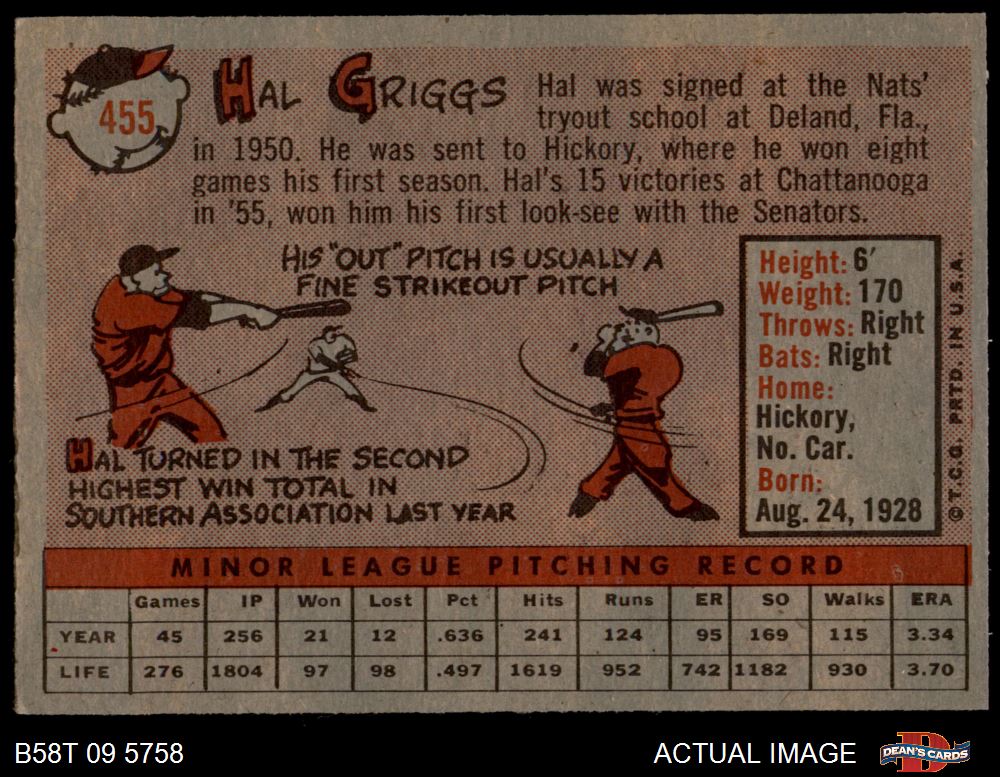 455
HAL GRIGGS
Hal was signed at the Nats'
tryout school at Deland, Fla.,
in 1950. He was sent to Hickory, where he won eight
games his first season. Hal's 15 victories at Chattanooga
in '55, won him his first look-see with the Senators.
HIS "OUT" PITCH IS USUALLY A
FINE STRIKEOUT PITCH
HAL TURNED IN THE SECOND
HIGHEST WIN TOTAL IN
SOUTHERN ASSOCIATION LAST YEAR
Height: 6'
Weight: 170
Throws: Right
Bats: Right
Home:
Hickory,
No. Car.
Born:
Aug. 24, 1928
© T.C.G. PRTD. IN U.S.A.
MINOR LEAGUE PITCHING RECORD
Games IP Won Lost Pct Hits Runs ER SO Walks ERA
YEAR 45 256 21 12 .636 241 124 95 169 115 3.34
LIFE 276 1804 97 98 .497 1619 952 742 1182 930 3.70
B58T 09 5758
ACTUAL IMAGE
D
DEAN'S CARDS